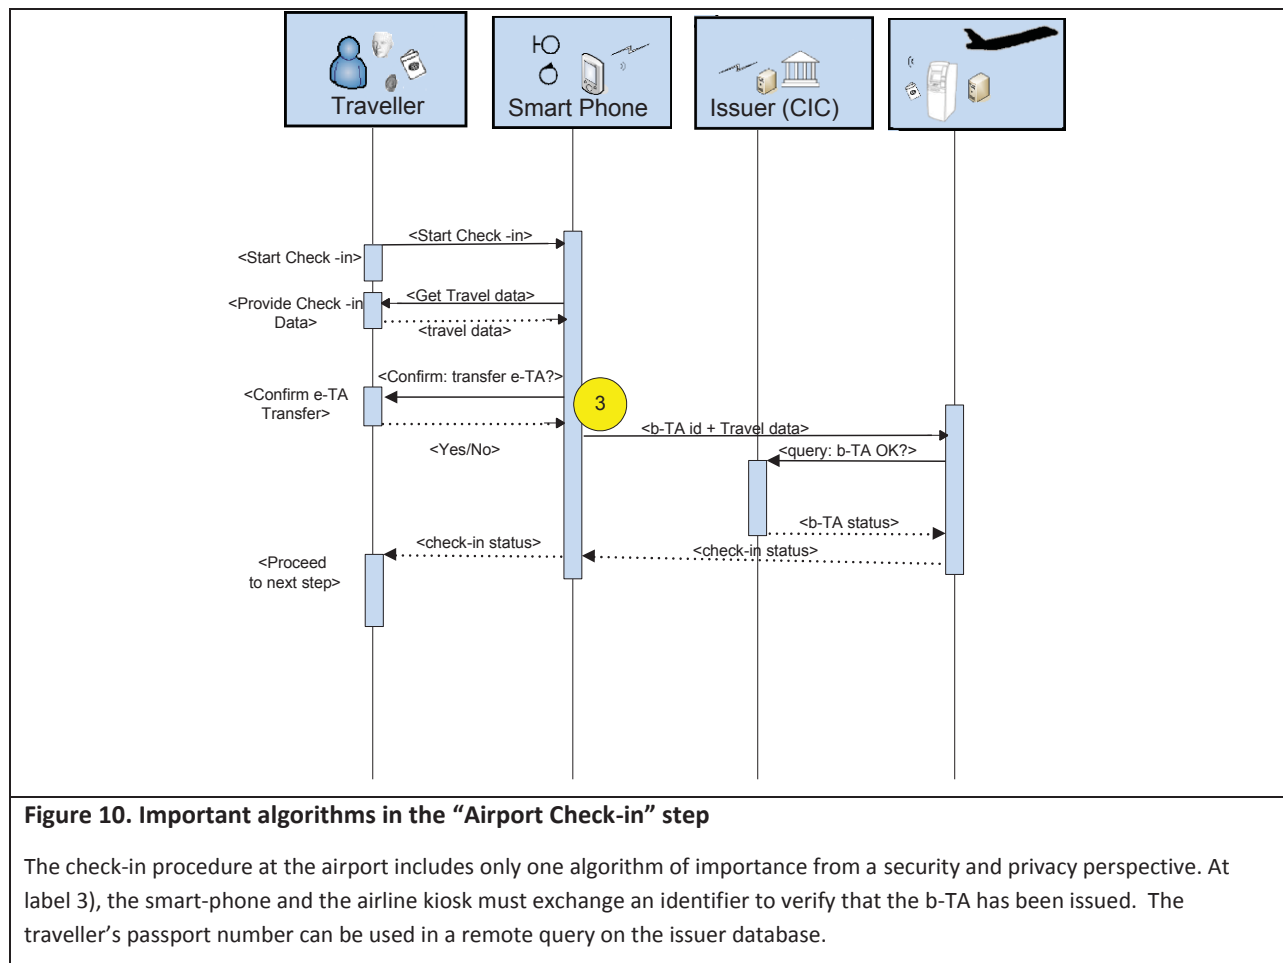 Traveller
Smart Phone
Issuer (CIC)
<Start Check -in>
<Start Check -in>
<Get Travel data>
<Provide Check -in
Data>
<travel data>
<Confirm: transfer e-TA?>
<Confirm e-TA
Transfer>
3
<b-TA id + Travel data>
<Yes/No>
<query: b-TA OK?>
<b-TA status>
<check-in status>
<check-in status>
<Proceed
to next step>
Figure 10. Important algorithms in the “Airport Check-in” step
The check-in procedure at the airport includes only one algorithm of importance from a security and privacy perspective. At
label 3), the smart-phone and the airline kiosk must exchange an identifier to verify that the b-TA has been issued.  The
traveller’s passport number can be used in a remote query on the issuer database.